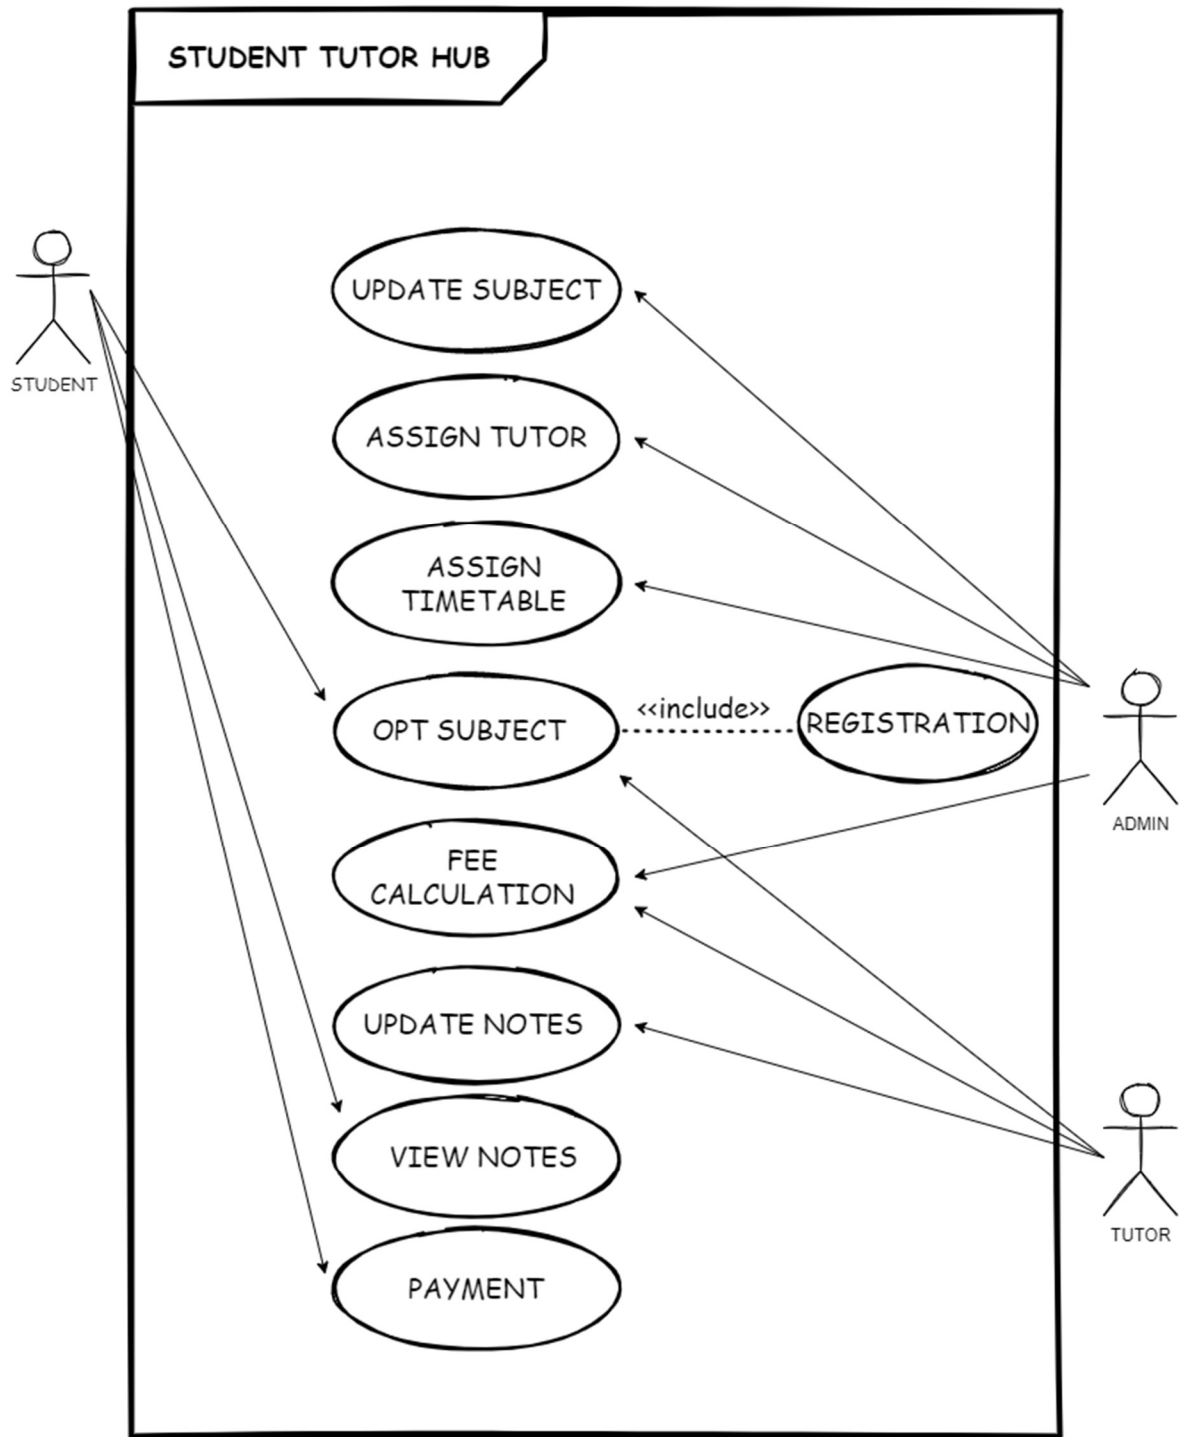 STUDENT TUTOR HUB
STUDENT
UPDATE SUBJECT
ASSIGN TUTOR
ASSIGN
TIMETABLE
OPT SUBJECT
<<include>>
REGISTRATION
ADMIN
FEE
CALCULATION
UPDATE NOTES
VIEW NOTES
TUTOR
PAYMENT